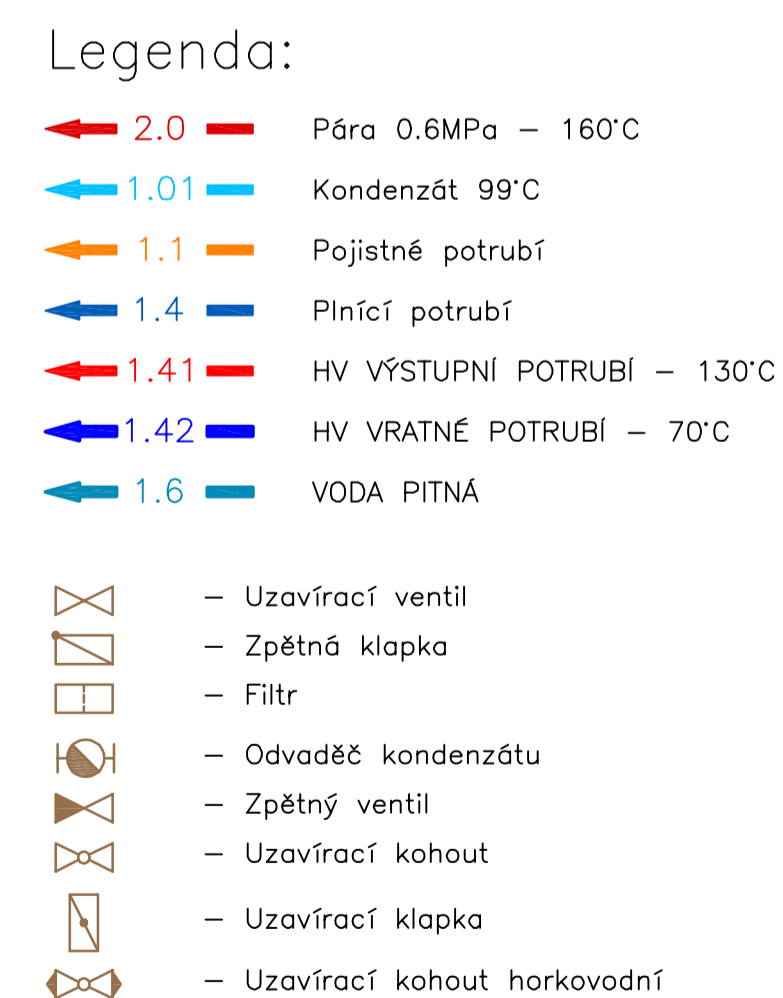 Legenda:
2.0 Pára 0.6MPa – 160°C
1.01 Kondenzát 99°C
1.1 Pojistné potrubí
1.4 Plnící potrubí
1.41 HV VÝSTUPNÍ POTRUBÍ – 130°C
1.42 HV VRATNÉ POTRUBÍ – 70°C
1.6 VODA PITNÁ
– Uzavírací ventil
– Zpětná klapka
– Filtr
– Odvaděč kondenzátu
– Zpětný ventil
– Uzavírací kohout
– Uzavírací klapka
– Uzavírací kohout horkovodní